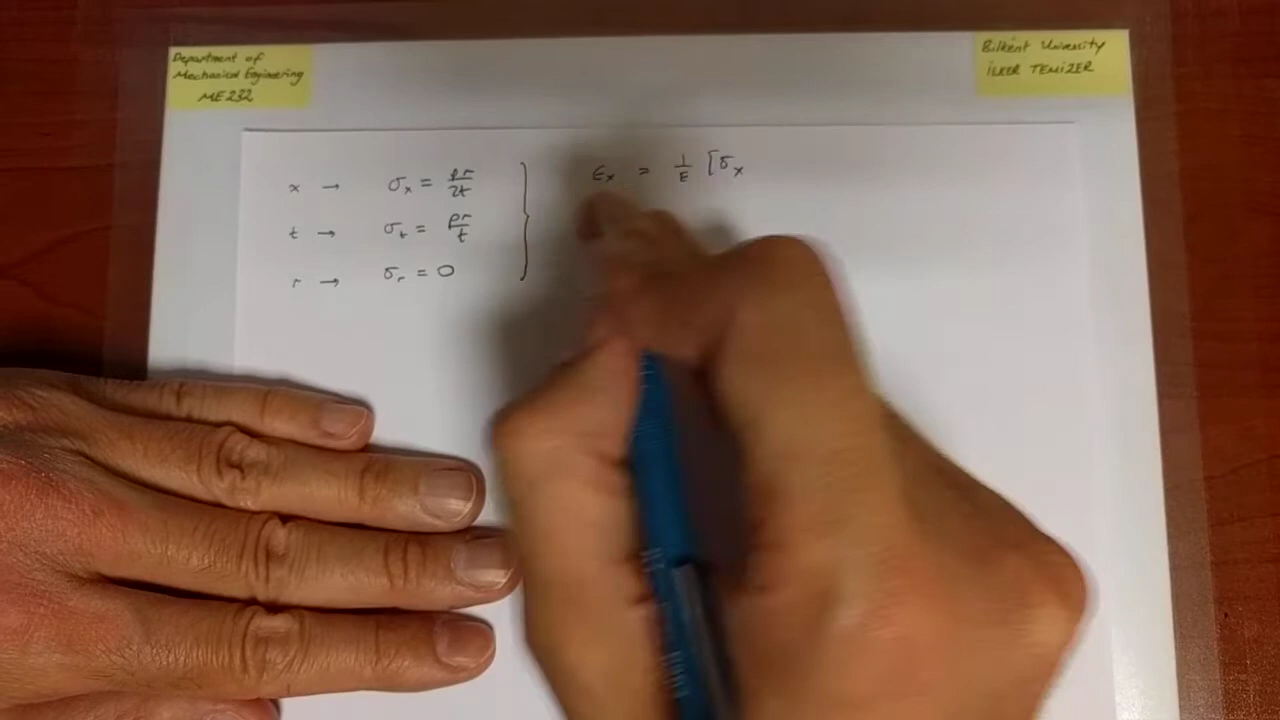 Department of
Mechanical Engineering
ME232
Bilkent University
İLKER TEMİZER
x → σₓ = pr/2t
t → σₜ = pr/t
r → σᵣ = 0
εₓ = 1/E [σₓ